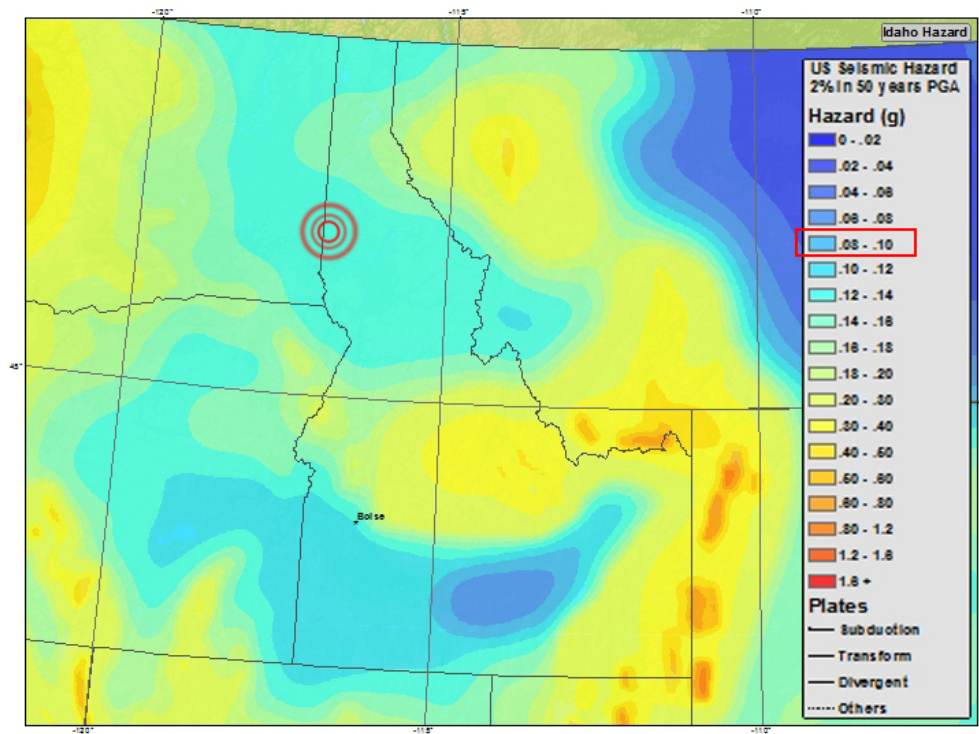 -120°
-115°
-110°
Idaho Hazard
US Seismic Hazard
2% in 50 years PGA
Hazard (g)
0 - .02
.02 - .04
.04 - .06
.06 - .08
.08 - .10
.10 - .12
.12 - .14
.14 - .16
.16 - .18
.18 - .20
.20 - .30
.30 - .40
.40 - .50
.60 - .80
.80 - 1.2
1.2 - 1.6
1.6 +
Plates
Subduction
Transform
Divergent
Others
45°
Boise
-120°
-115°
-110°